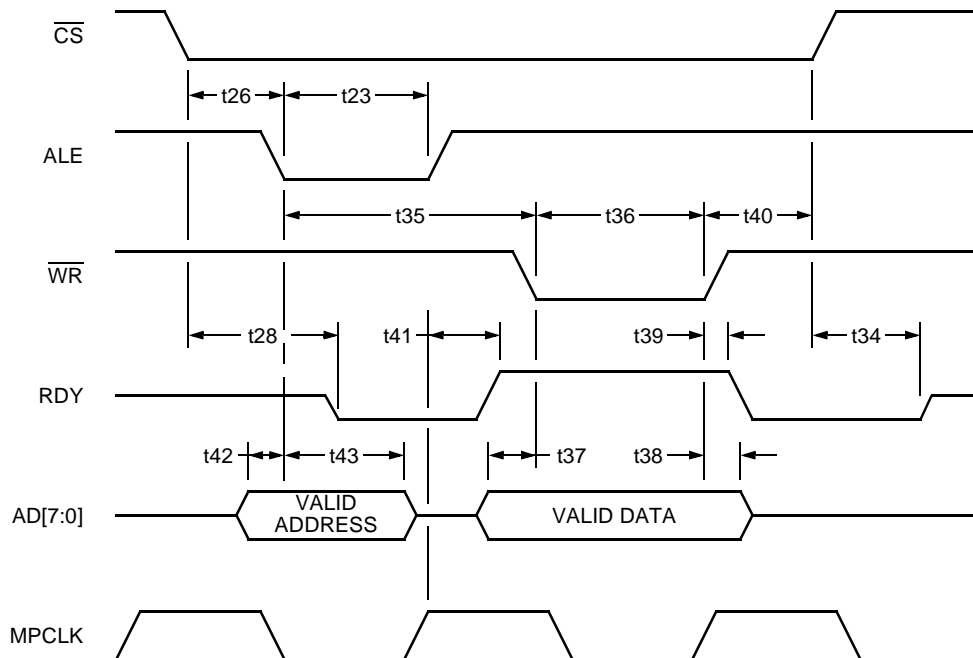 CS
t26
t23
ALE
t35
t36
t40
WR
t28
t41
t39
t34
RDY
t42
t43
t37
t38
AD[7:0]
VALID
ADDRESS
VALID DATA
MPCLK